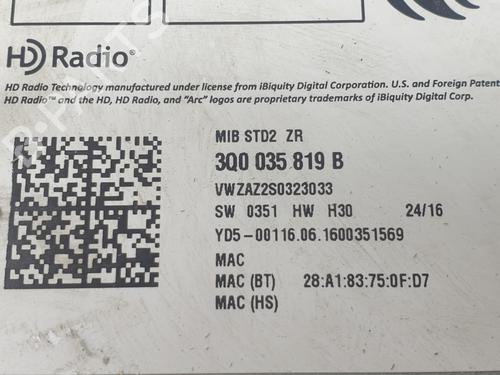 HD Radio®
HD Radio Technology manufactured under license from iBiquity Digital Corporation. U.S. and Foreign Patent
HD Radio™ and the HD, HD Radio, and "Arc" logos are proprietary trademarks of iBiquity Digital Corp.
MIB STD2 ZR
3Q0 035 819 B
VWZAZ2S0323033
SW 0351 HW H30 24/16
YD5-00116.06.1600351569
MAC
MAC (BT) 28:A1:83:75:0F:D7
MAC (HS)